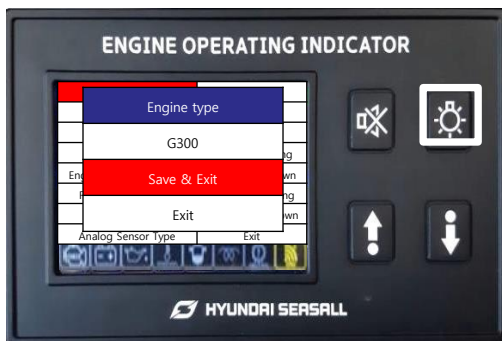 ENGINE OPERATING INDICATOR
Engine type
G300
Save & Exit
Exit
Analog Sensor Type
Exit
HYUNDAI SEASALL